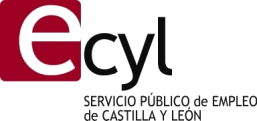 ecyl
SERVICIO PÚBLICO de EMPLEO
de CASTILLA Y LEÓN